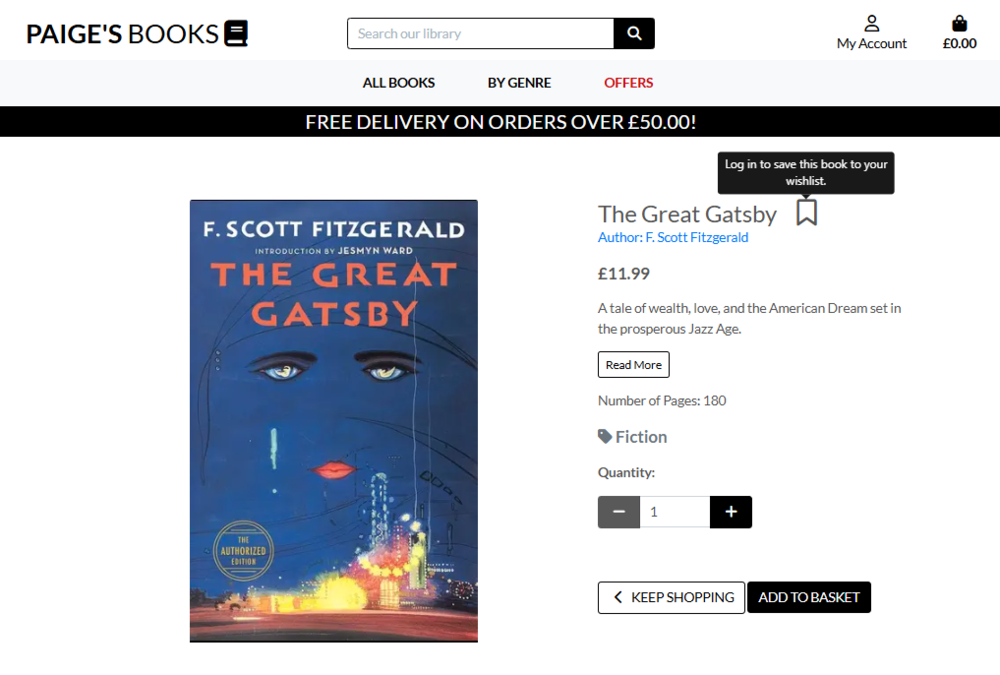 PAIGE'S BOOKS
Search our library
My Account
£0.00
ALL BOOKS
BY GENRE
OFFERS
FREE DELIVERY ON ORDERS OVER £50.00!
Log in to save this book to your
wishlist.
F. SCOTT FITZGERALD
INTRODUCTION BY JESMYN WARD
THE GREAT
GATSBY
THE
AUTHORIZED
EDITION
The Great Gatsby
Author: F. Scott Fitzgerald
£11.99
A tale of wealth, love, and the American Dream set in
the prosperous Jazz Age.
Read More
Number of Pages: 180
Fiction
Quantity:
1
KEEP SHOPPING
ADD TO BASKET